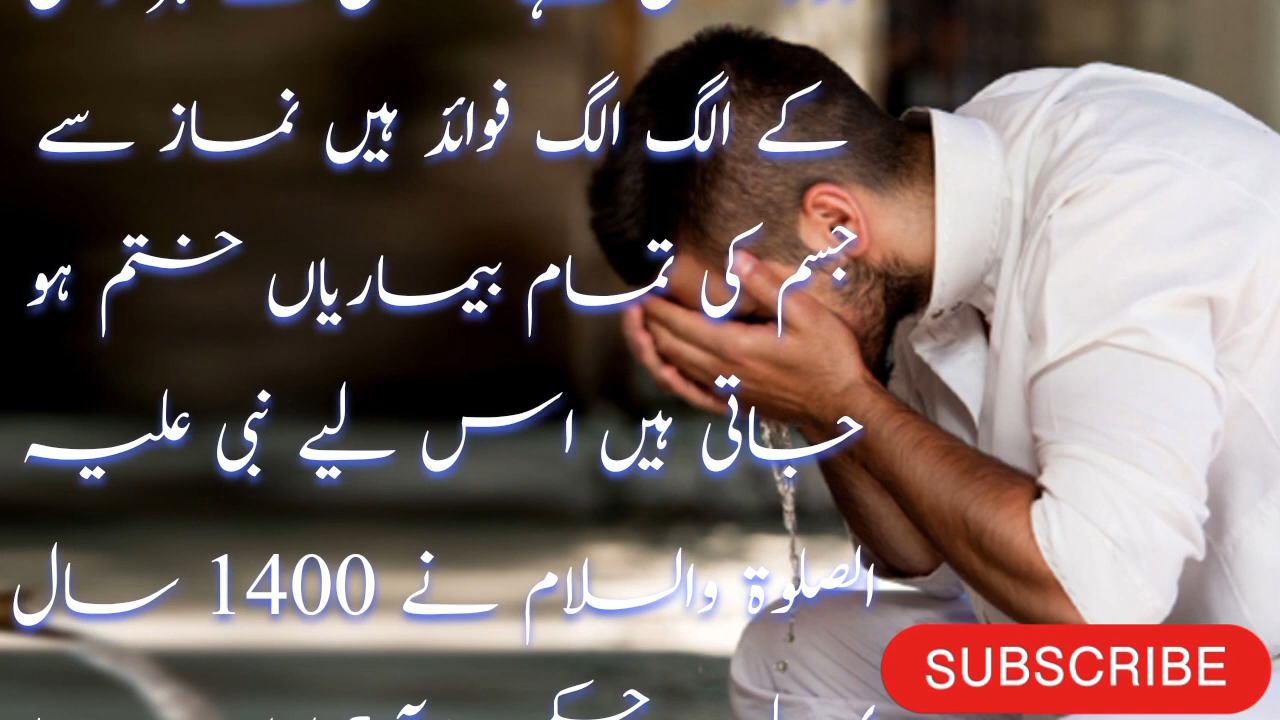 کے الگ الگ فوائد ہیں نماز سے
جسم کی تمام بیماریاں ختم ہو
جاتی ہیں اس لیے نبی علیہ
الصلوۃ والسلام نے 1400 سال
SUBSCRIBE